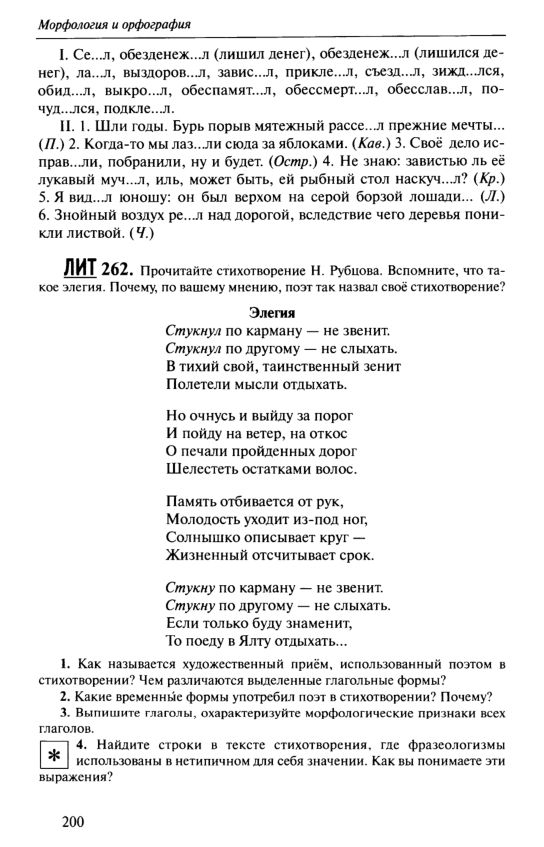 Морфология и орфография
I. Се...л, обезденеж...л (лишил денег), обезденеж...л (лишился де-
нег), ла...л, выздоров...л, завис...л, прикле...л, съезд...л, зижд...лся,
обид...л, выкро...л, обеспамят...л, обессмерт...л, обесслав...л, по-
чуд...лся, подкле...л.
II. 1. Шли годы. Бурь порыв мятежный рассе...л прежние мечты...
(П.) 2. Когда-то мы лаз...ли сюда за яблоками. (Кав.) 3. Своё дело ис-
прав...ли, побранили, ну и будет. (Остр.) 4. Не знаю: завистью ль её
лукавый муч...л, иль, может быть, ей рыбный стол наскуч...л? (Кр.)
5. Я вид...л юношу: он был верхом на серой борзой лошади... (Л.)
6. Знойный воздух ре...л над дорогой, вследствие чего деревья пони-
кли листвой. (Ч.)
ЛИТ 262. Прочитайте стихотворение Н. Рубцова. Вспомните, что та-
кое элегия. Почему, по вашему мнению, поэт так назвал своё стихотворение?
Элегия
Стукнул по карману — не звенит.
Стукнул по другому — не слыхать.
В тихий свой, таинственный зенит
Полетели мысли отдыхать.
Но очнусь и выйду за порог
И пойду на ветер, на откос
О печали пройденных дорог
Шелестеть остатками волос.
Память отбивается от рук,
Молодость уходит из-под ног,
Солнышко описывает круг —
Жизненный отсчитывает срок.
Стукну по карману — не звенит.
Стукну по другому — не слыхать.
Если только буду знаменит,
То поеду в Ялту отдыхать...
1. Как называется художественный приём, использованный поэтом в
стихотворении? Чем различаются выделенные глагольные формы?
2. Какие временны́е формы употребил поэт в стихотворении? Почему?
3. Выпишите глаголы, охарактеризуйте морфологические признаки всех
глаголов.
* 4. Найдите строки в тексте стихотворения, где фразеологизмы
использованы в нетипичном для себя значении. Как вы понимаете эти
выражения?
200